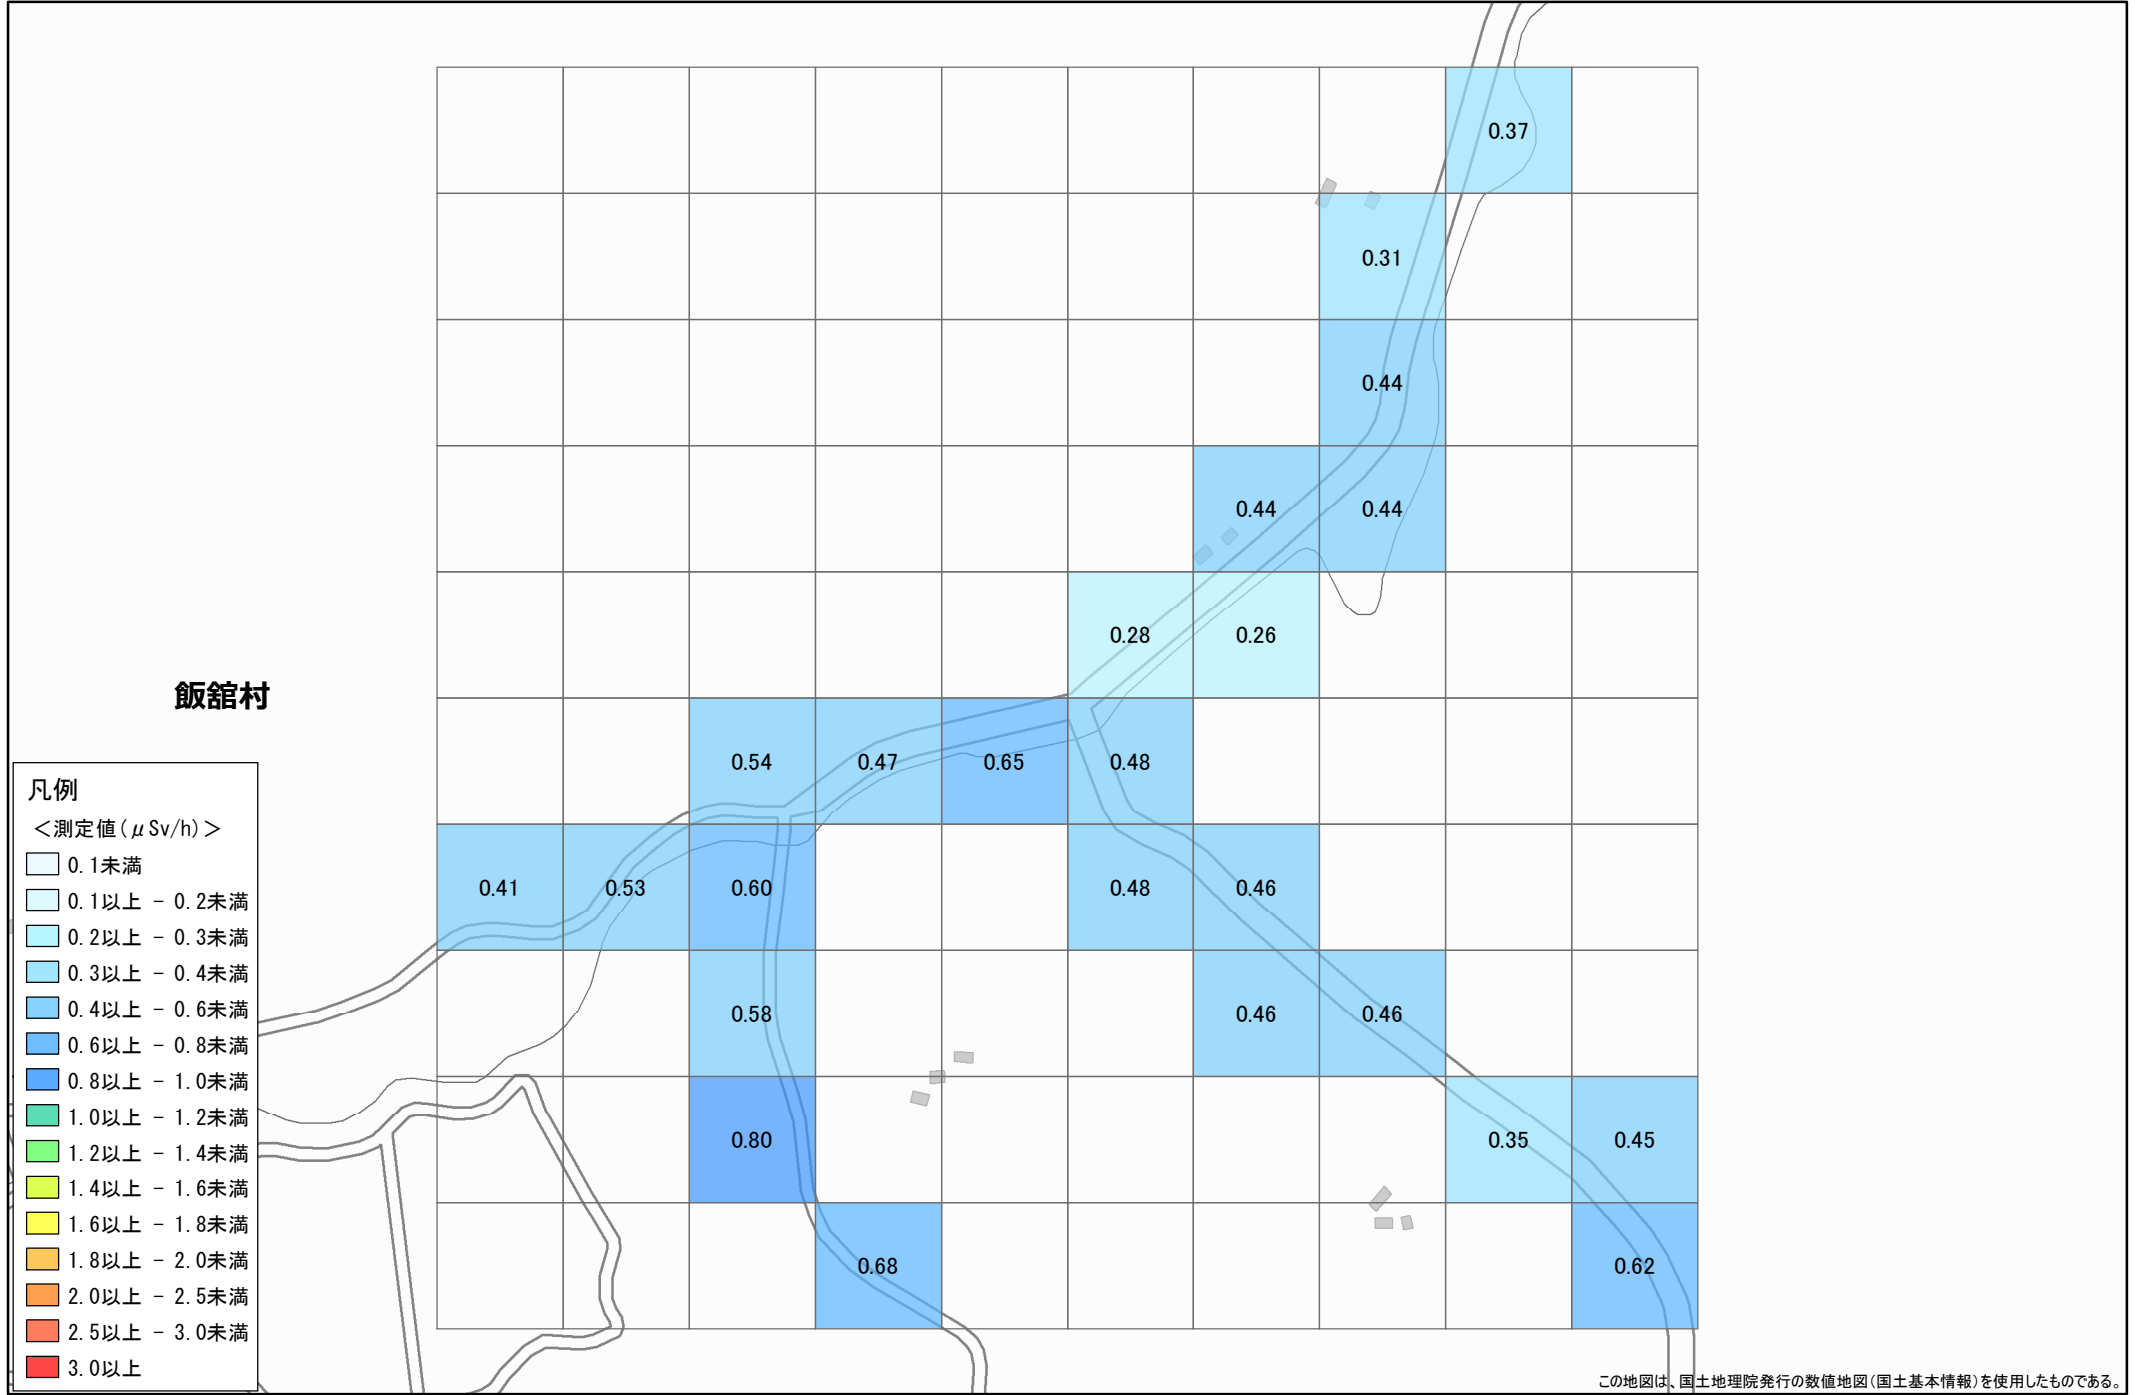 0.37
0.31
0.44
0.44 0.44
0.28 0.26
飯舘村
0.54 0.47 0.65 0.48
0.41 0.53 0.60 0.48 0.46
0.58 0.46 0.46
0.80 0.35 0.45
0.68 0.62
凡例
＜測定値(μSv/h)＞
0.1未満
0.1以上 － 0.2未満
0.2以上 － 0.3未満
0.3以上 － 0.4未満
0.4以上 － 0.6未満
0.6以上 － 0.8未満
0.8以上 － 1.0未満
1.0以上 － 1.2未満
1.2以上 － 1.4未満
1.4以上 － 1.6未満
1.6以上 － 1.8未満
1.8以上 － 2.0未満
2.0以上 － 2.5未満
2.5以上 － 3.0未満
3.0以上
この地図は、国土地理院発行の数値地図(国土基本情報)を使用したものである。